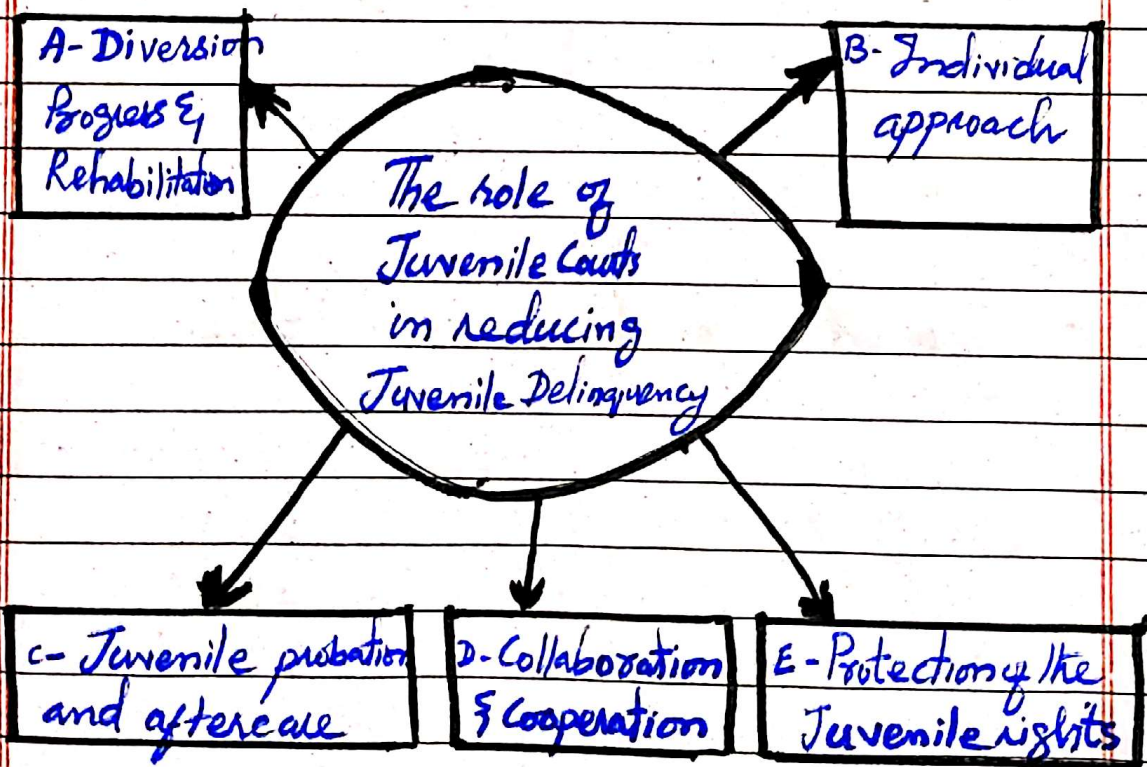 A- Diversion
Progress &
Rehabilitation
B- Individual
approach
The role of
Juvenile Courts
in reducing
Juvenile Delinquency
C- Juvenile probation
and aftercare
D- Collaboration
& Cooperation
E - Protection of the
Juvenile rights